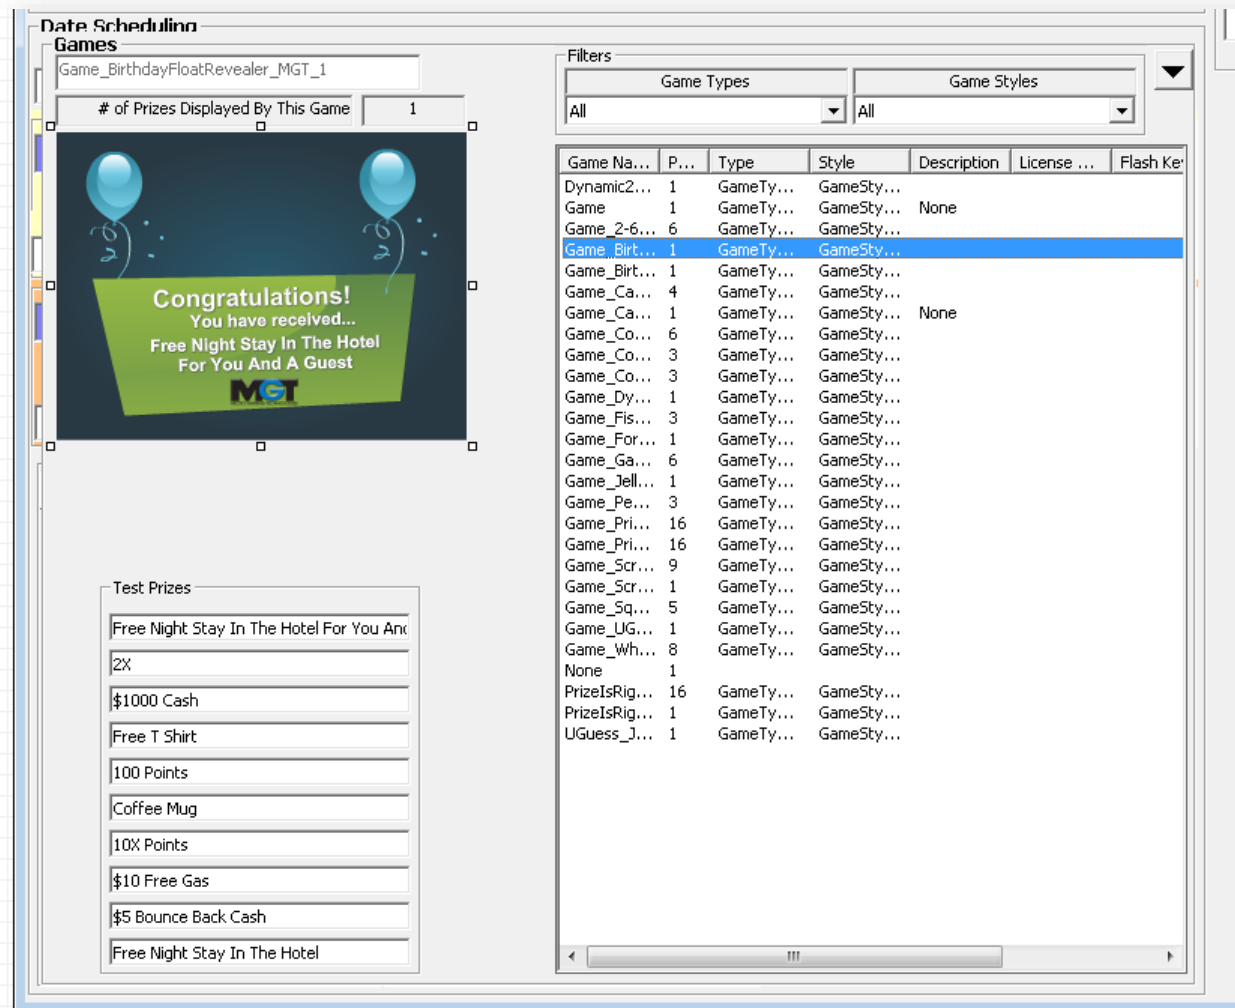 Date Scheduling
Games
Game_BirthdayFloatRevealer_MGT_1
# of Prizes Displayed By This Game 1
Congratulations!
You have received...
Free Night Stay In The Hotel
For You And A Guest
MGT
Test Prizes
Free Night Stay In The Hotel For You And
2X
$1000 Cash
Free T Shirt
100 Points
Coffee Mug
10X Points
$10 Free Gas
$5 Bounce Back Cash
Free Night Stay In The Hotel
Filters
Game Types Game Styles
All All
Game Na... P... Type Style Description License ... Flash Key
Dynamic2... 1 GameTy... GameSty...
Game 1 GameTy... GameSty... None
Game_2-6... 6 GameTy... GameSty...
Game_Birt... 1 GameTy... GameSty...
Game_Birt... 1 GameTy... GameSty...
Game_Ca... 4 GameTy... GameSty...
Game_Ca... 1 GameTy... GameSty... None
Game_Co... 6 GameTy... GameSty...
Game_Co... 3 GameTy... GameSty...
Game_Co... 3 GameTy... GameSty...
Game_Dy... 1 GameTy... GameSty...
Game_Fis... 3 GameTy... GameSty...
Game_For... 1 GameTy... GameSty...
Game_Ga... 6 GameTy... GameSty...
Game_Jell... 1 GameTy... GameSty...
Game_Pe... 3 GameTy... GameSty...
Game_Pri... 16 GameTy... GameSty...
Game_Pri... 16 GameTy... GameSty...
Game_Scr... 9 GameTy... GameSty...
Game_Scr... 1 GameTy... GameSty...
Game_Sq... 5 GameTy... GameSty...
Game_UG... 1 GameTy... GameSty...
Game_Wh... 8 GameTy... GameSty...
None 1
PrizeIsRig... 16 GameTy... GameSty...
PrizeIsRig... 1 GameTy... GameSty...
UGuess_J... 1 GameTy... GameSty...